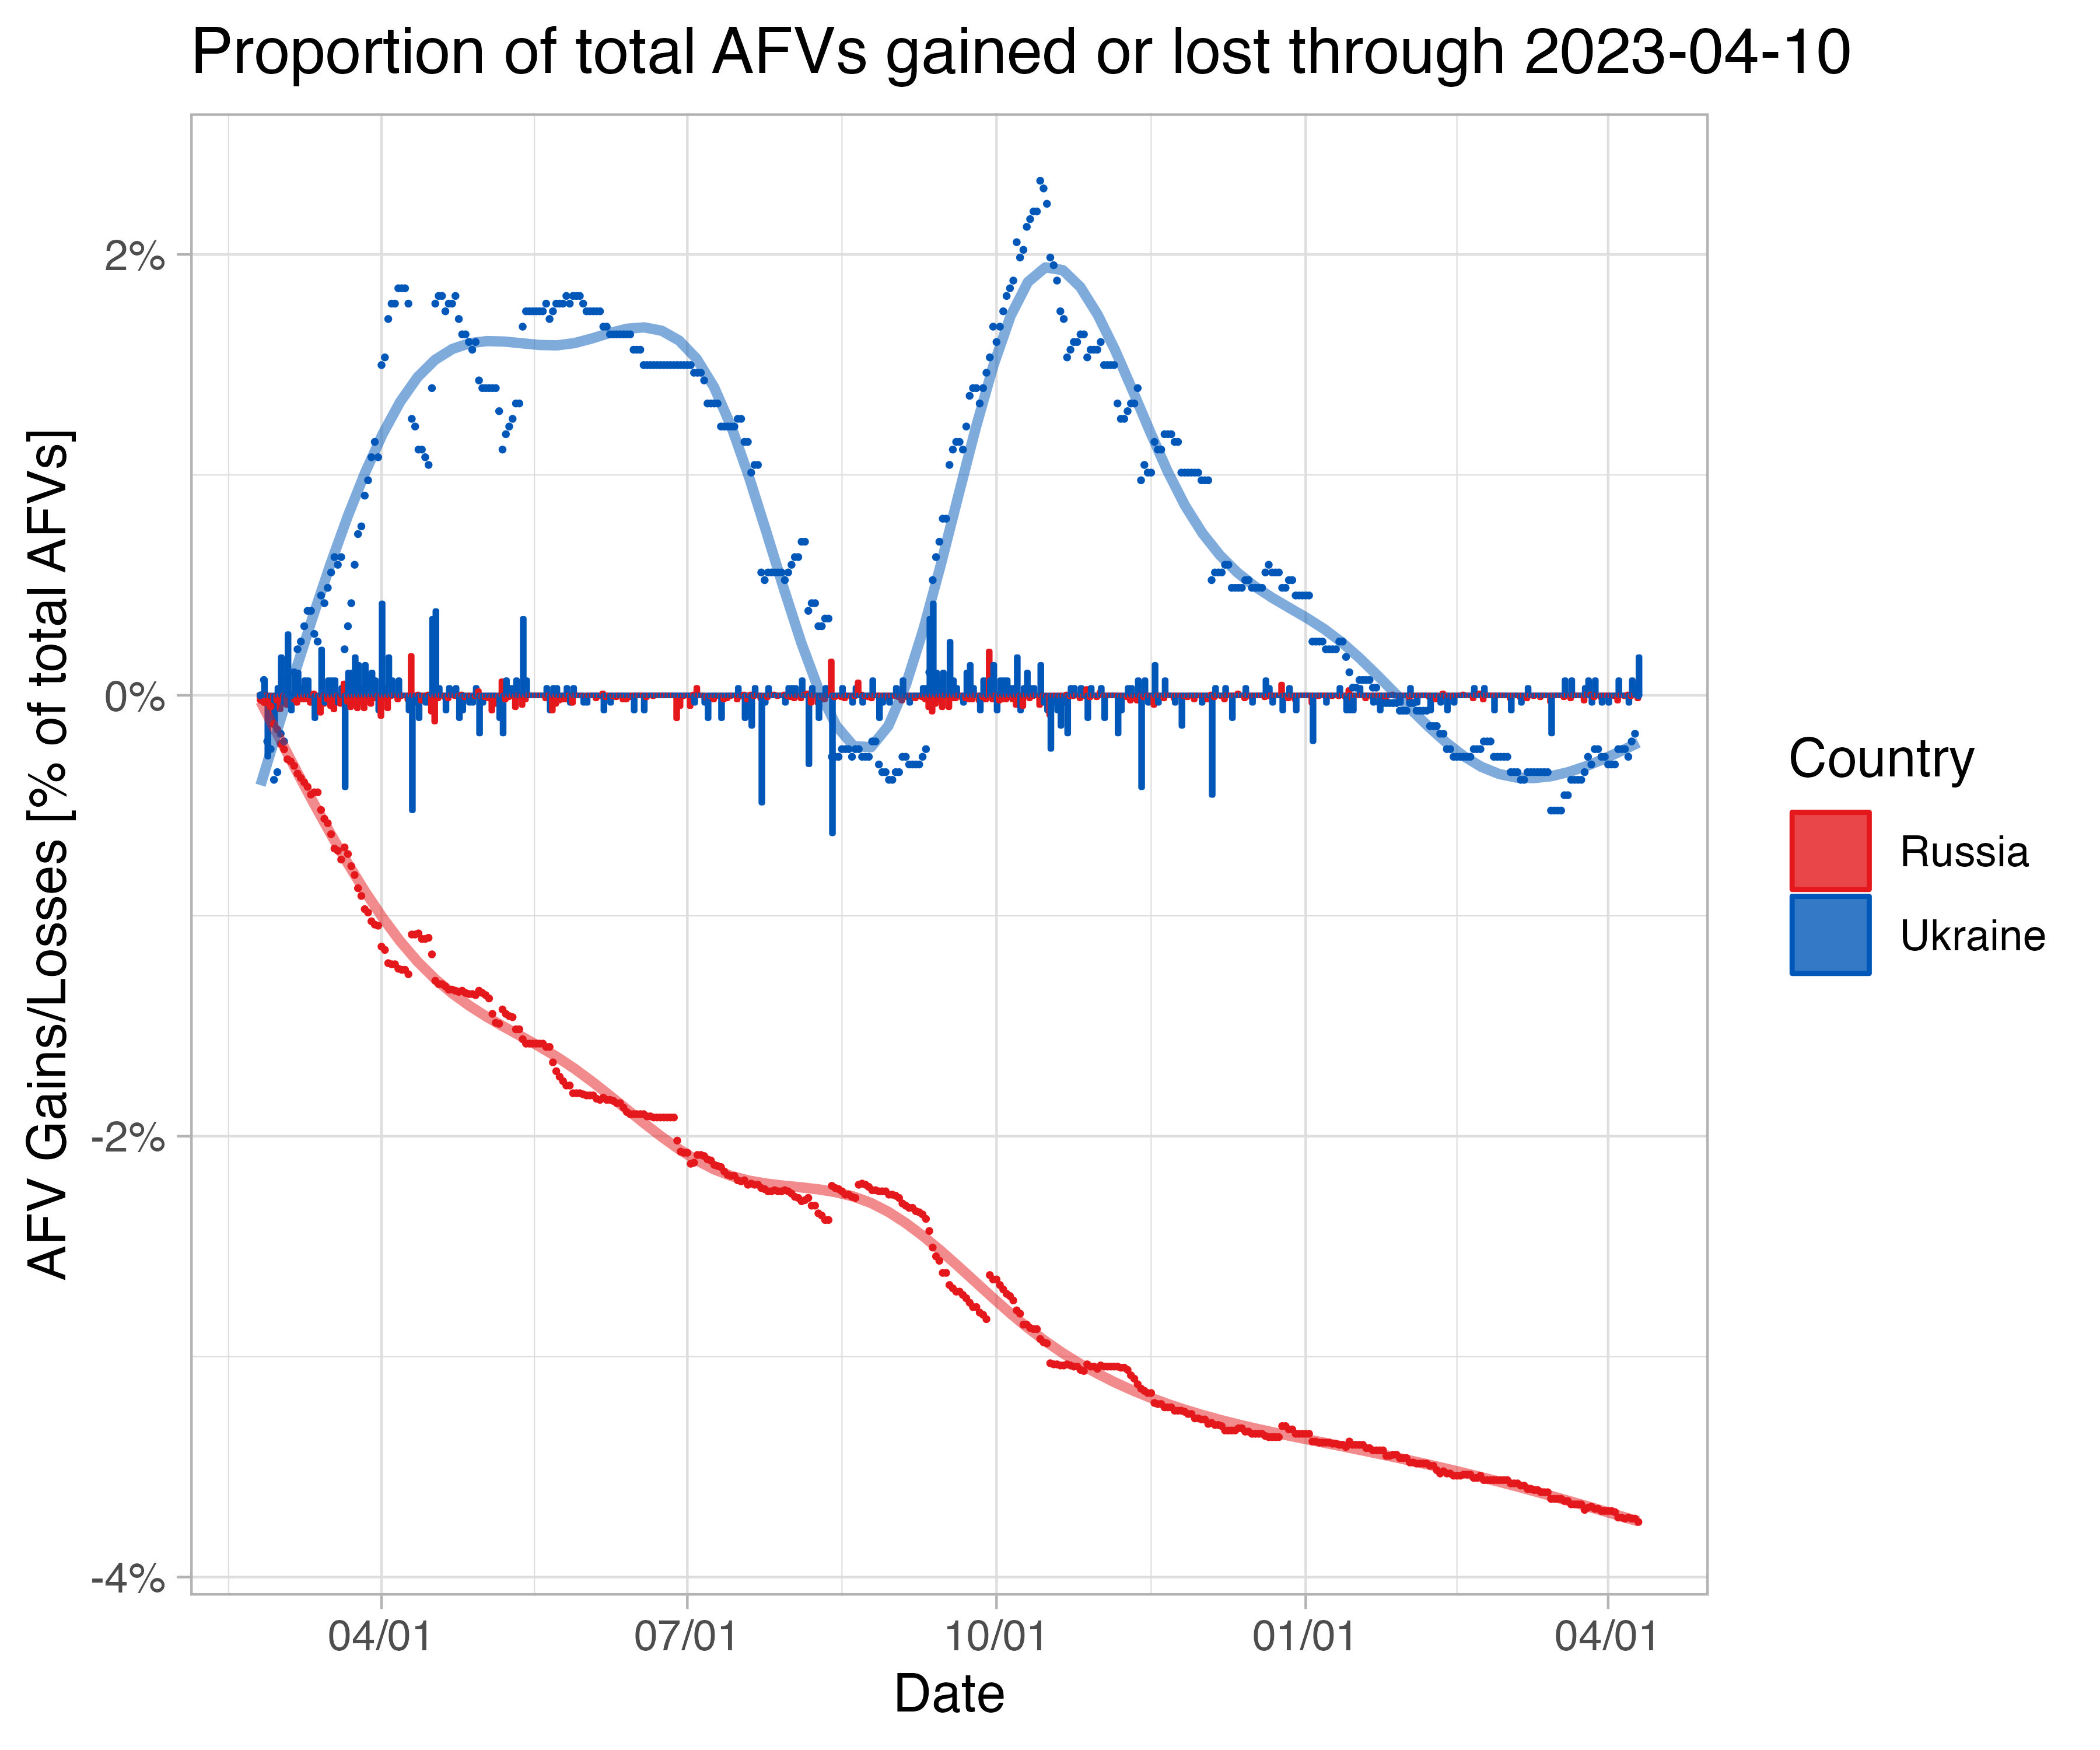 Proportion of total AFVs gained or lost through 2023-04-10
AFV Gains/Losses [% of total AFVs]
2%
0%
-2%
-4%
04/01
07/01
10/01
01/01
04/01
Date
Country
Russia
Ukraine